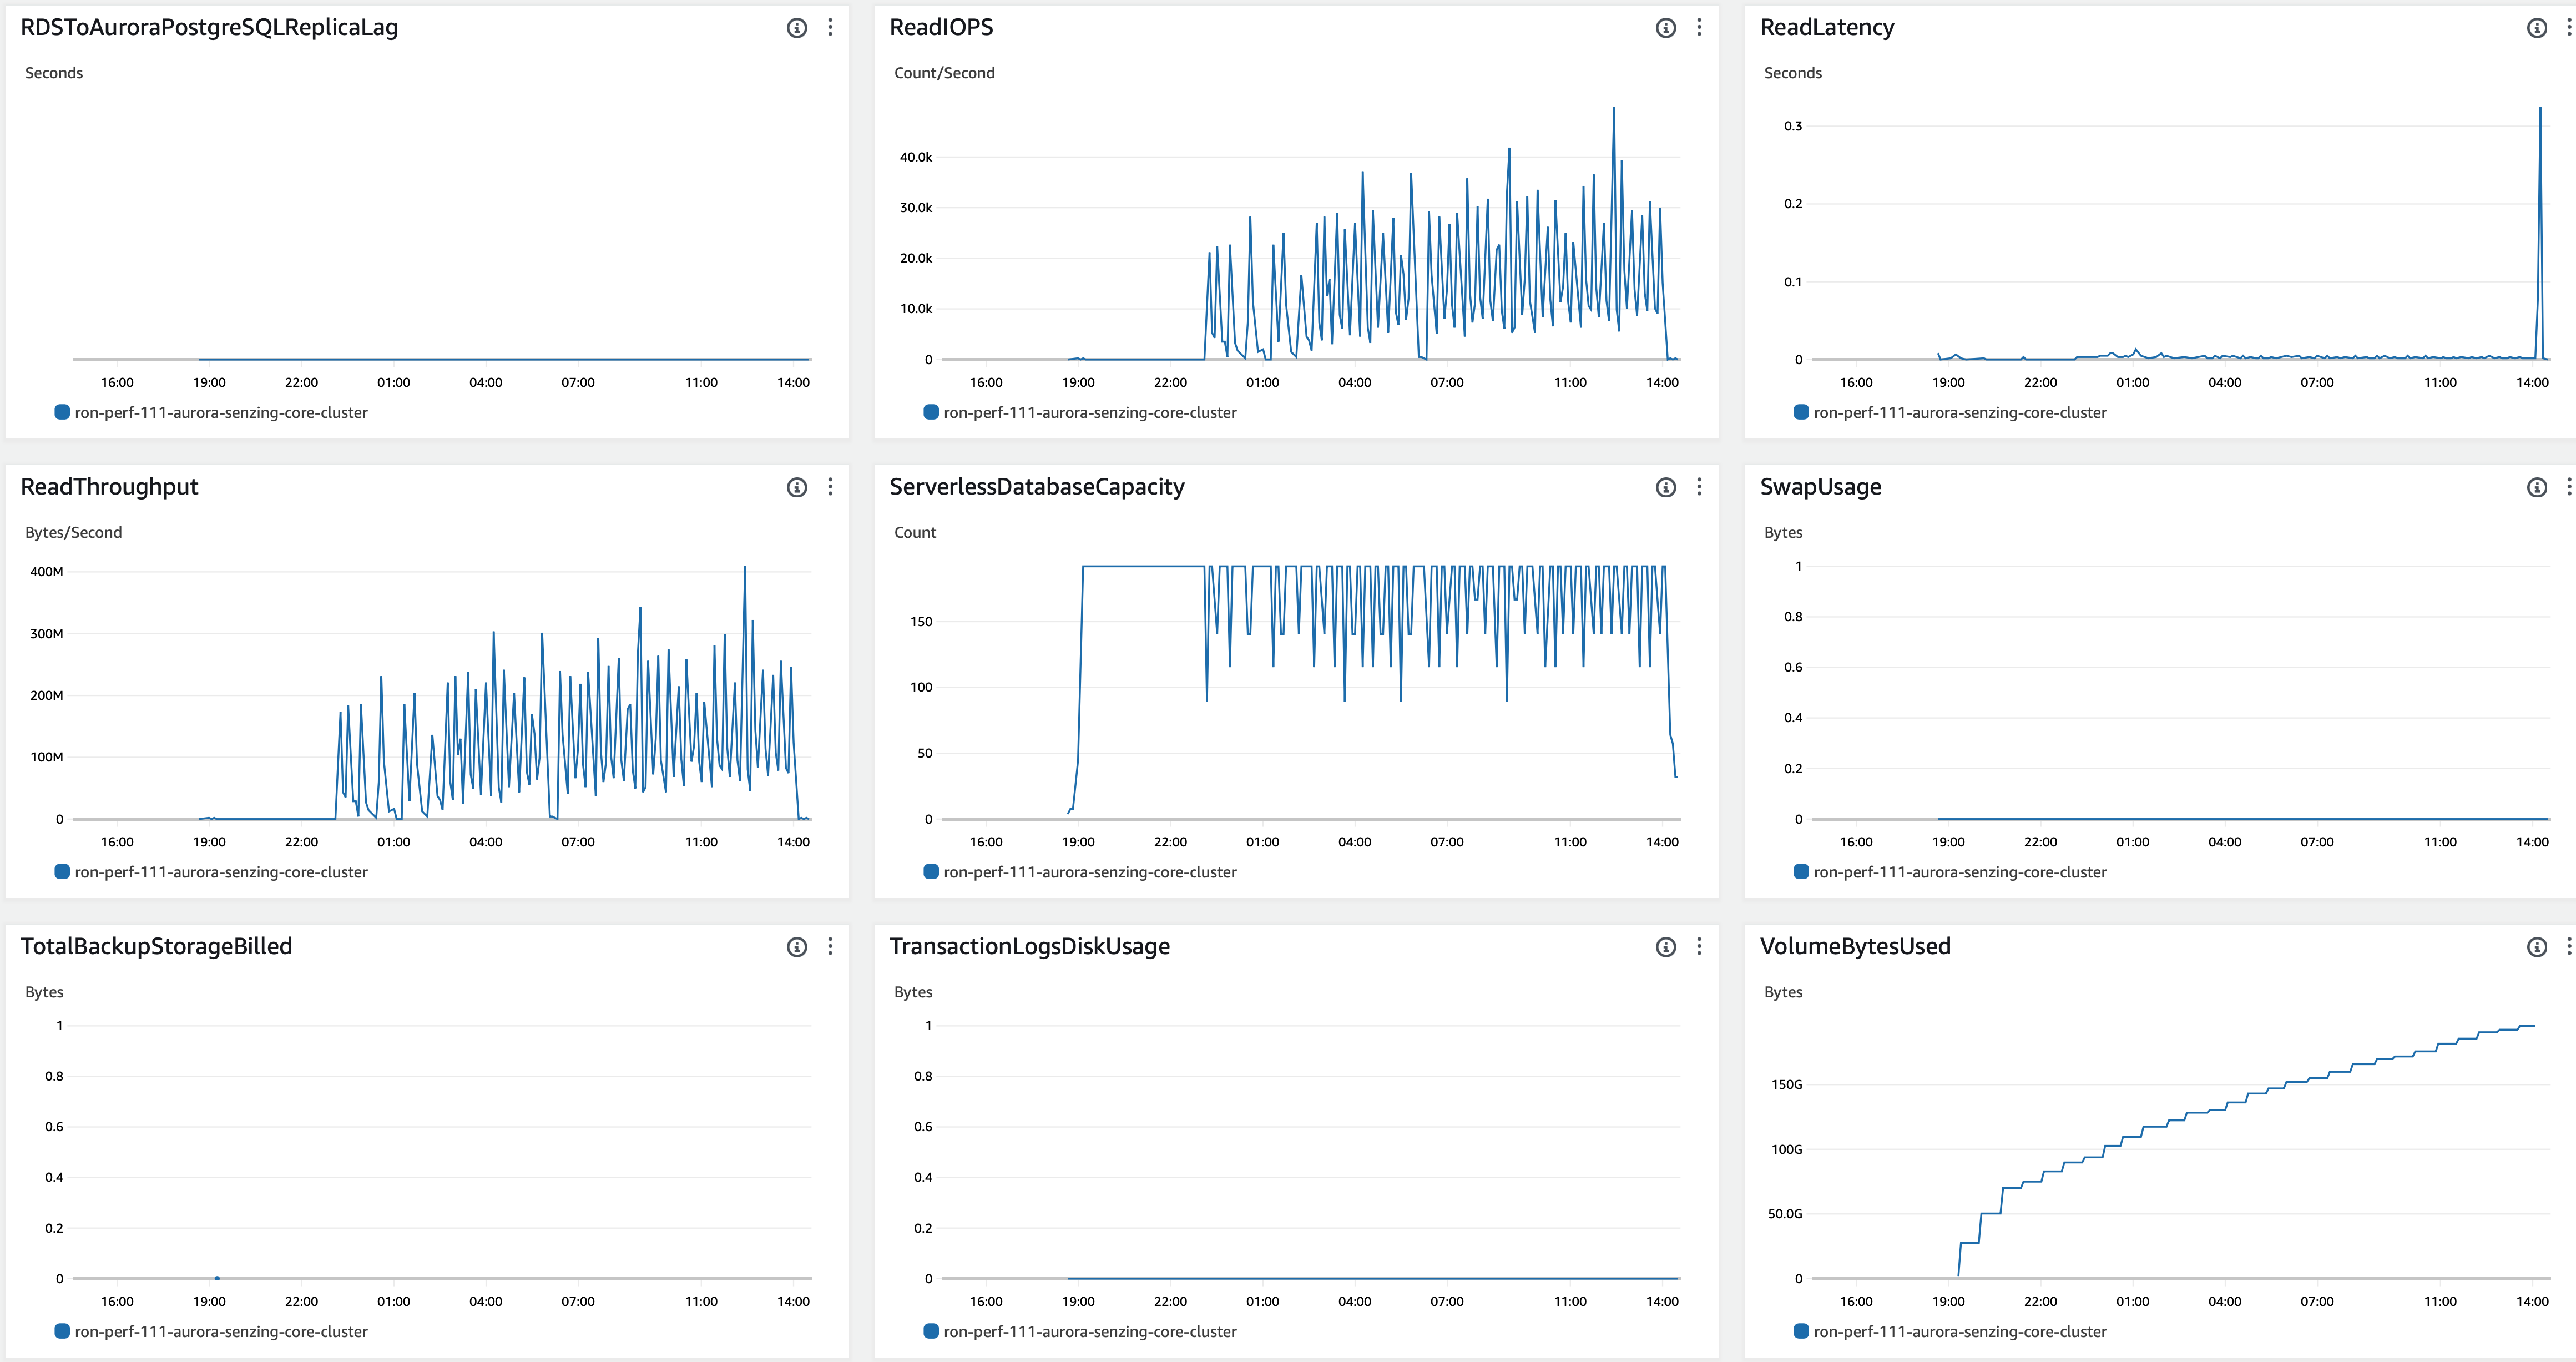 RDSToAuroraPostgreSQLReplicaLag
Seconds
16:00 19:00 22:00 01:00 04:00 07:00 11:00 14:00
ron-perf-111-aurora-senzing-core-cluster
ReadIOPS
Count/Second
40.0k
30.0k
20.0k
10.0k
0
16:00 19:00 22:00 01:00 04:00 07:00 11:00 14:00
ron-perf-111-aurora-senzing-core-cluster
ReadLatency
Seconds
0.3
0.2
0.1
0
16:00 19:00 22:00 01:00 04:00 07:00 11:00 14:00
ron-perf-111-aurora-senzing-core-cluster
ReadThroughput
Bytes/Second
400M
300M
200M
100M
0
16:00 19:00 22:00 01:00 04:00 07:00 11:00 14:00
ron-perf-111-aurora-senzing-core-cluster
ServerlessDatabaseCapacity
Count
150
100
50
0
16:00 19:00 22:00 01:00 04:00 07:00 11:00 14:00
ron-perf-111-aurora-senzing-core-cluster
SwapUsage
Bytes
1
0.8
0.6
0.4
0.2
0
16:00 19:00 22:00 01:00 04:00 07:00 11:00 14:00
ron-perf-111-aurora-senzing-core-cluster
TotalBackupStorageBilled
Bytes
1
0.8
0.6
0.4
0.2
0
16:00 19:00 22:00 01:00 04:00 07:00 11:00 14:00
ron-perf-111-aurora-senzing-core-cluster
TransactionLogsDiskUsage
Bytes
1
0.8
0.6
0.4
0.2
0
16:00 19:00 22:00 01:00 04:00 07:00 11:00 14:00
ron-perf-111-aurora-senzing-core-cluster
VolumeBytesUsed
Bytes
150G
100G
50.0G
0
16:00 19:00 22:00 01:00 04:00 07:00 11:00 14:00
ron-perf-111-aurora-senzing-core-cluster